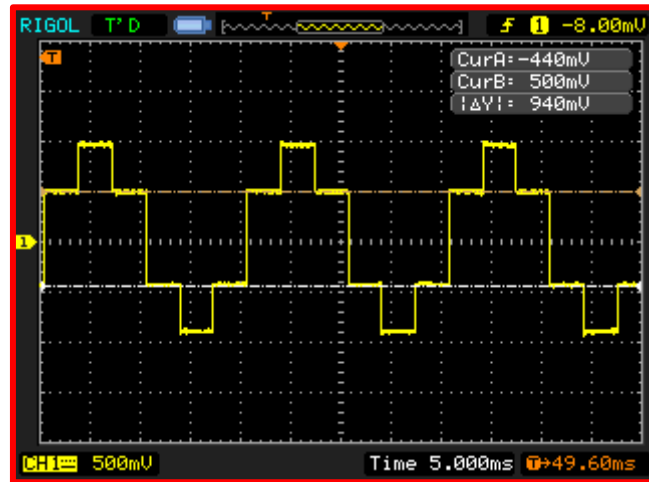 RIGOL T'D 1 -8.00mV
T
T
CurA:-440mV
CurB: 500mV
|ΔY|: 940mV
1
CH1 500mV Time 5.000ms T→49.60ms